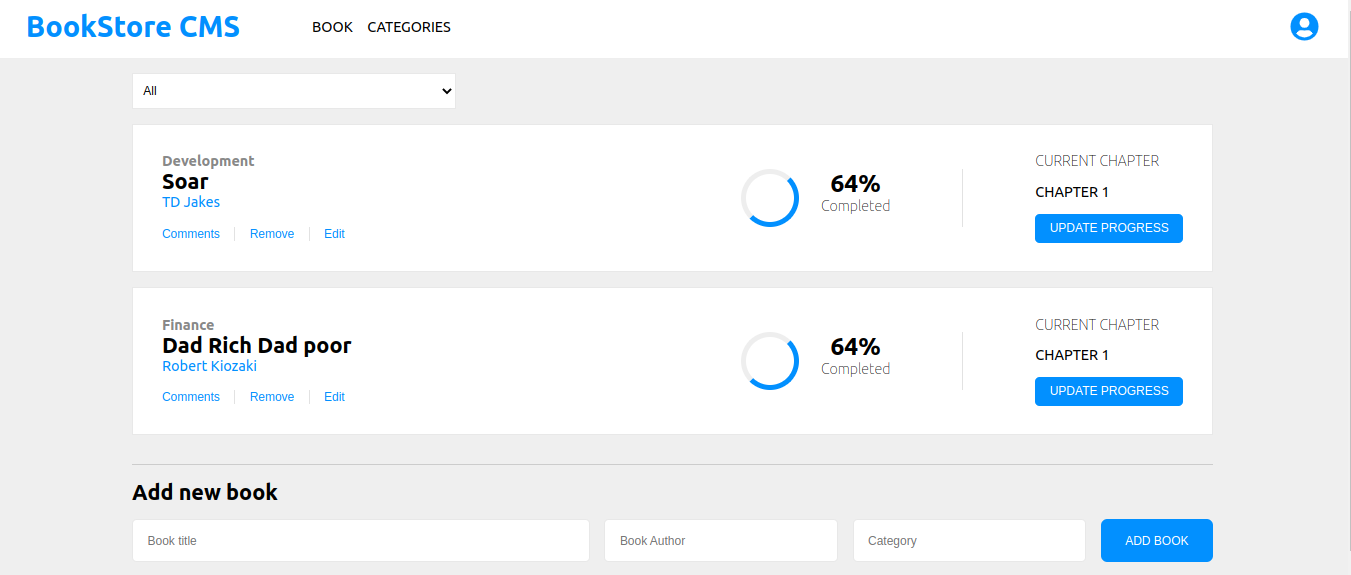 BookStore CMS BOOK CATEGORIES
All
Development
Soar
TD Jakes
Comments Remove Edit
64%
Completed
CURRENT CHAPTER
CHAPTER 1
UPDATE PROGRESS
Finance
Dad Rich Dad poor
Robert Kiozaki
Comments Remove Edit
64%
Completed
CURRENT CHAPTER
CHAPTER 1
UPDATE PROGRESS
Add new book
Book title Book Author Category ADD BOOK